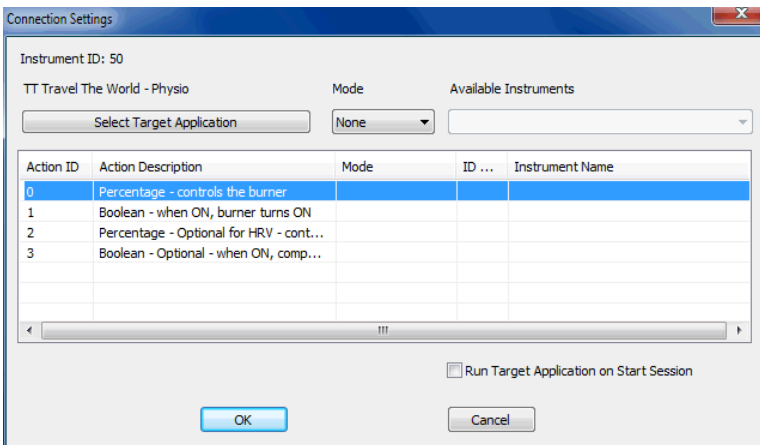 Connection Settings
Instrument ID: 50
TT Travel The World - Physio Mode Available Instruments
Select Target Application None
Action ID Action Description Mode ID ... Instrument Name
0 Percentage - controls the burner
1 Boolean - when ON, burner turns ON
2 Percentage - Optional for HRV - cont...
3 Boolean - Optional - when ON, comp...
Run Target Application on Start Session
OK Cancel